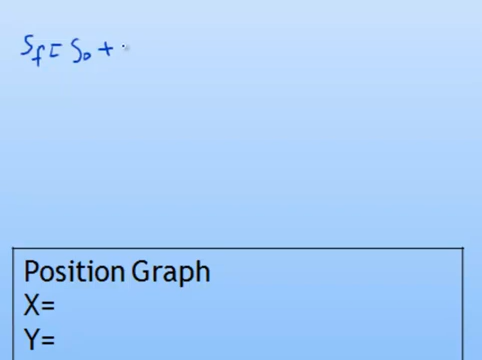 Sf = S0 +
Position Graph
X=
Y=